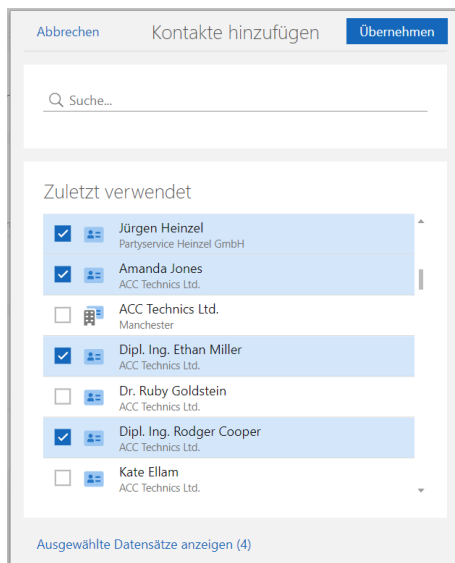 Abbrechen Kontakte hinzufügen Übernehmen
Suche...
Zuletzt verwendet
Jürgen Heinzel
Partyservice Heinzel GmbH
Amanda Jones
ACC Technics Ltd.
ACC Technics Ltd.
Manchester
Dipl. Ing. Ethan Miller
ACC Technics Ltd.
Dr. Ruby Goldstein
ACC Technics Ltd.
Dipl. Ing. Rodger Cooper
ACC Technics Ltd.
Kate Ellam
ACC Technics Ltd.
Ausgewählte Datensätze anzeigen (4)